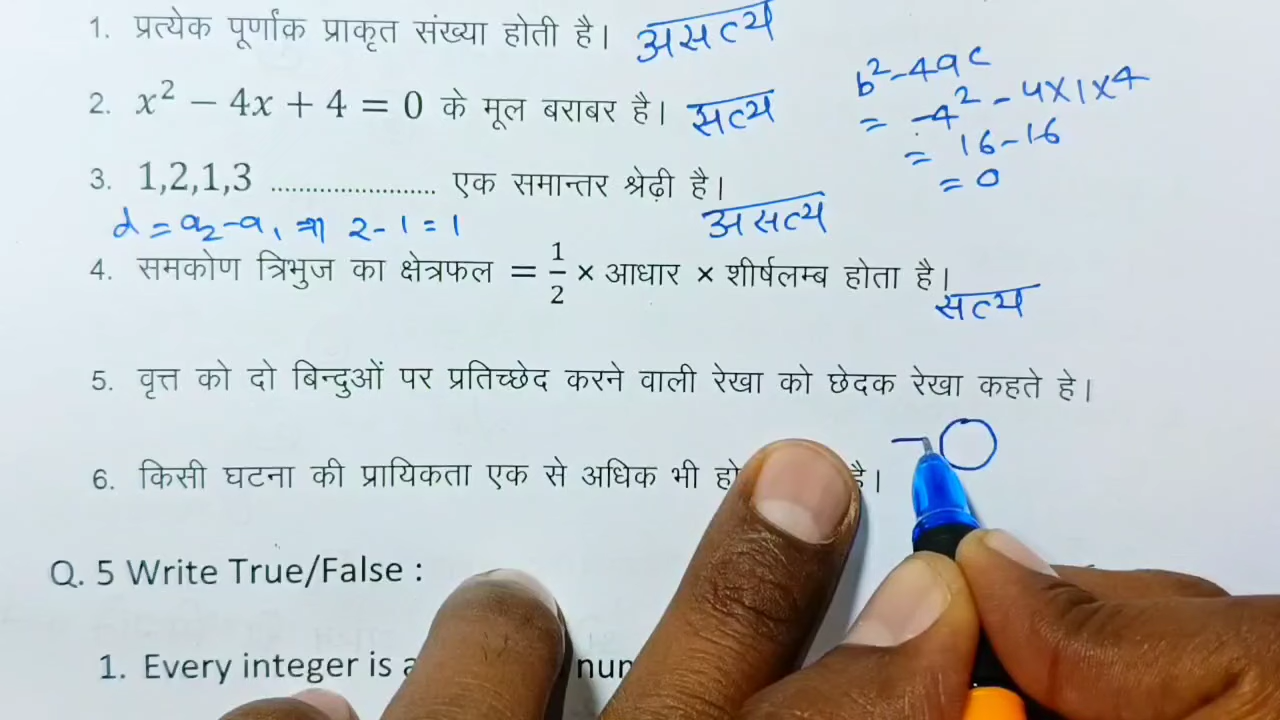 1. प्रत्येक पूर्णांक प्राकृत संख्या होती है। असत्य
b²-4ac
2. x² − 4x + 4 = 0 के मूल बराबर है। सत्य
= -4² - 4×1×4
= 16-16
= 0
3. 1,2,1,3 ........................ एक समान्तर श्रेढ़ी है।
d = a₂-a₁ ⇒ 2-1=1 असत्य
4. समकोण त्रिभुज का क्षेत्रफल = 1/2 × आधार × शीर्षलम्ब होता है।
सत्य
5. वृत्त को दो बिन्दुओं पर प्रतिच्छेद करने वाली रेखा को छेदक रेखा कहते हे।
6. किसी घटना की प्रायिकता एक से अधिक भी है।
Q. 5 Write True/False :
1. Every integer is